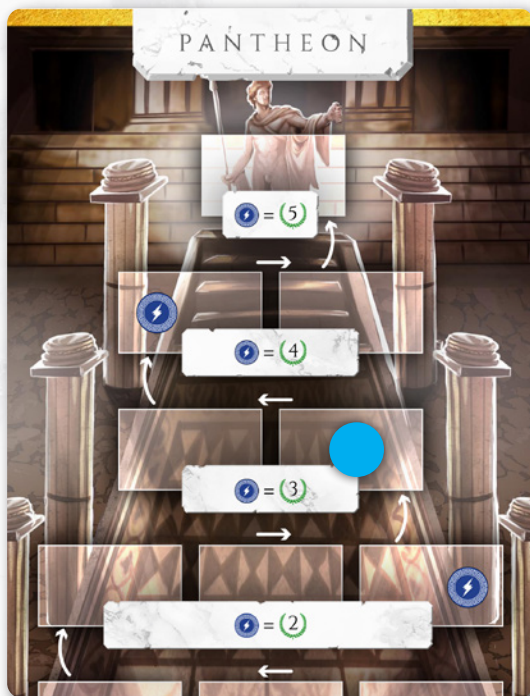 PANTHEON
= (5)
= (4)
= (3)
= (2)